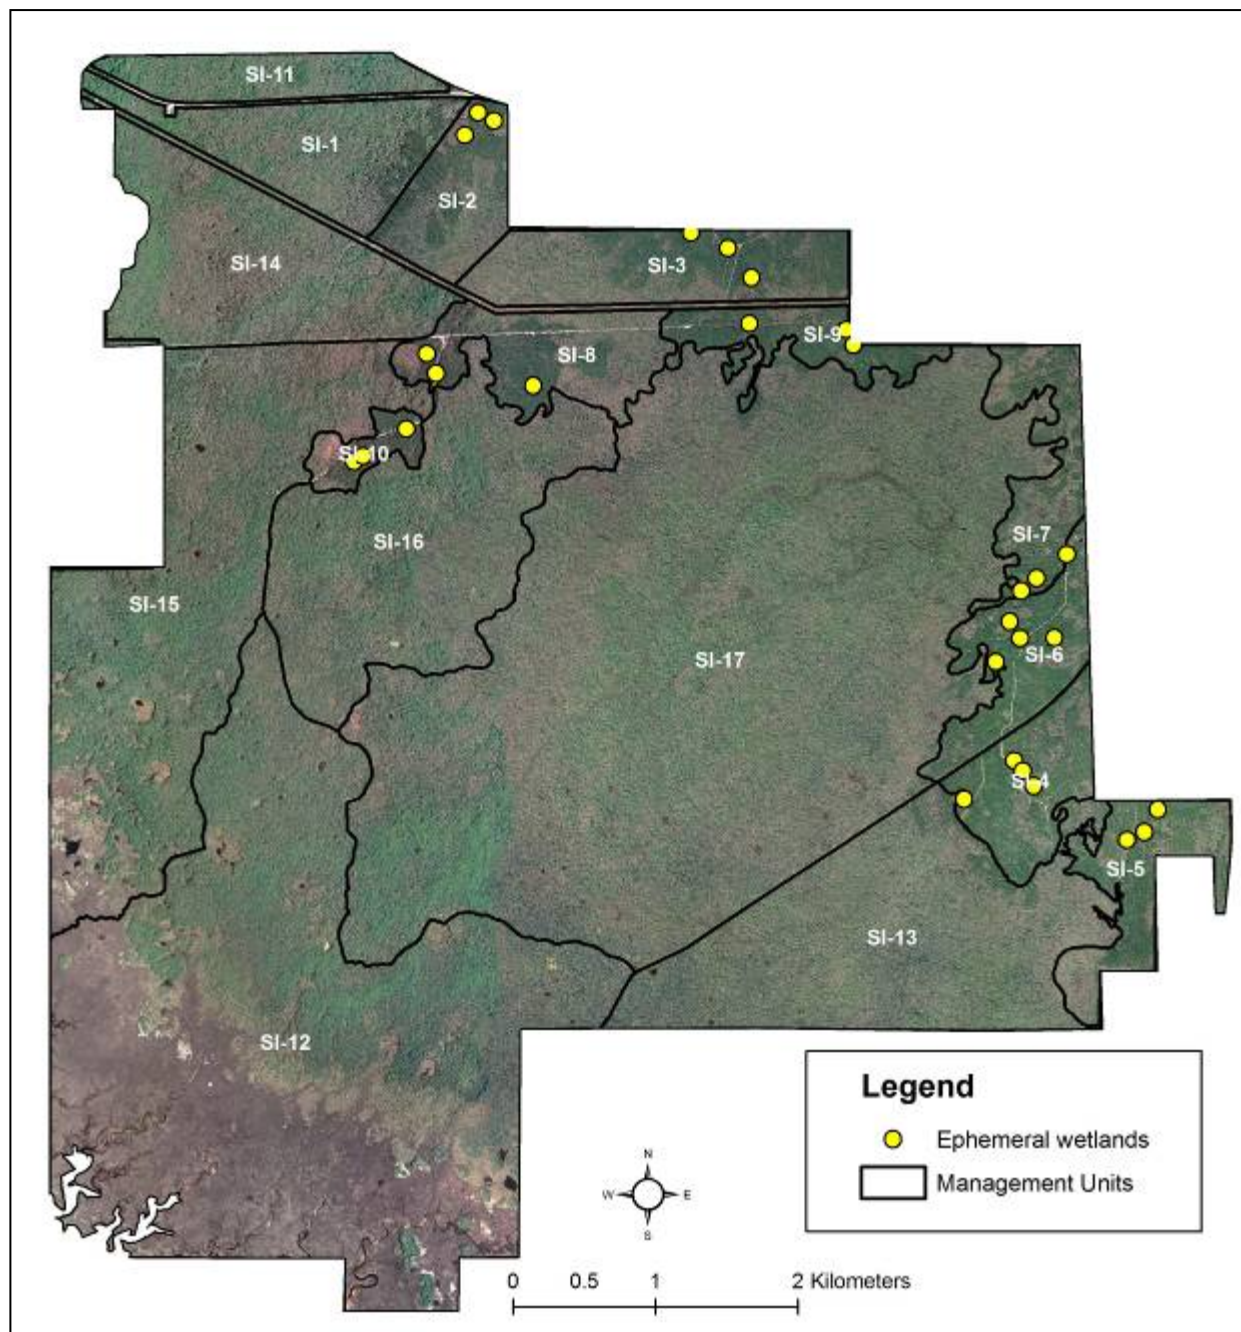 SI-11
SI-1
SI-2
SI-14
SI-3
SI-9
SI-8
SI-10
SI-7
SI-16
SI-15
SI-6
SI-17
SI-4
SI-5
SI-13
SI-12
Legend
Ephemeral wetlands
Management Units
N
W E
S
0 0.5 1 2 Kilometers